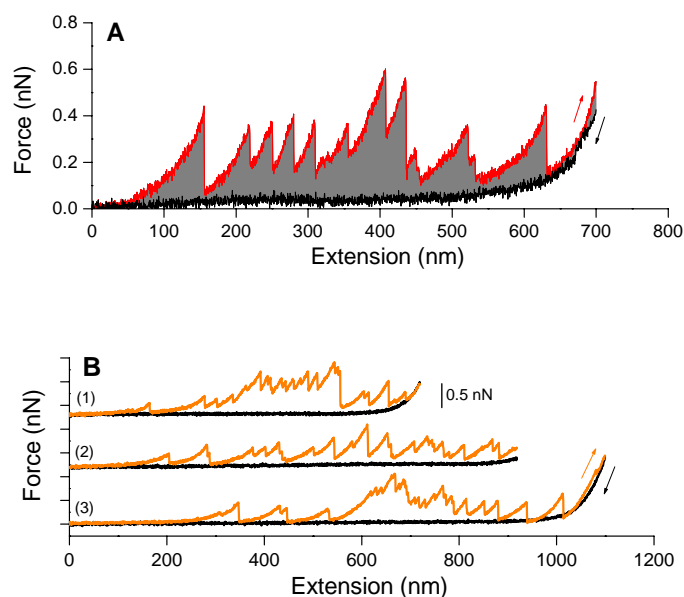 A
Force (nN)
0.8
0.6
0.4
0.2
0.0
0 100 200 300 400 500 600 700 800
Extension (nm)
B
Force (nN)
(1)
0.5 nN
(2)
(3)
0 200 400 600 800 1000 1200
Extension (nm)